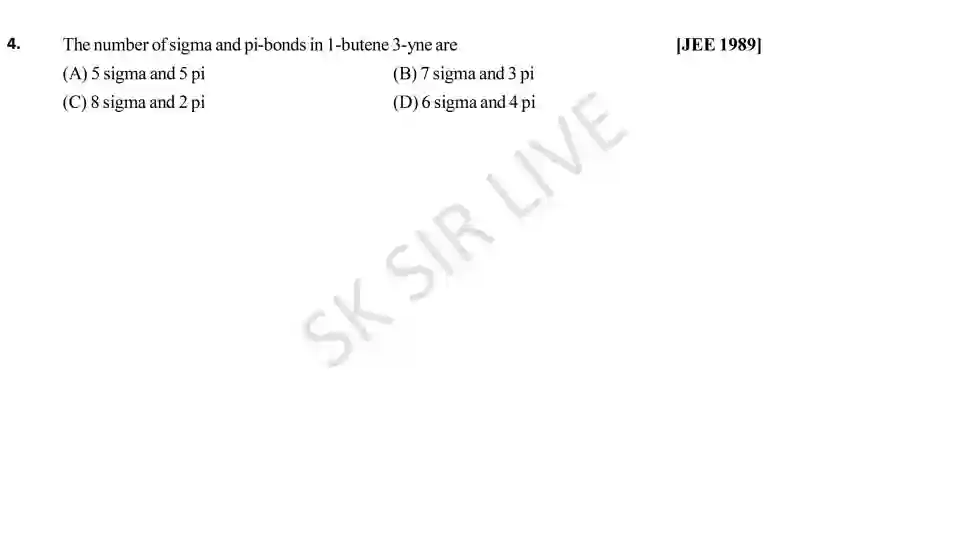 4. The number of sigma and pi-bonds in 1-butene 3-yne are [JEE 1989]
(A) 5 sigma and 5 pi (B) 7 sigma and 3 pi
(C) 8 sigma and 2 pi (D) 6 sigma and 4 pi
SK SIR LIVE